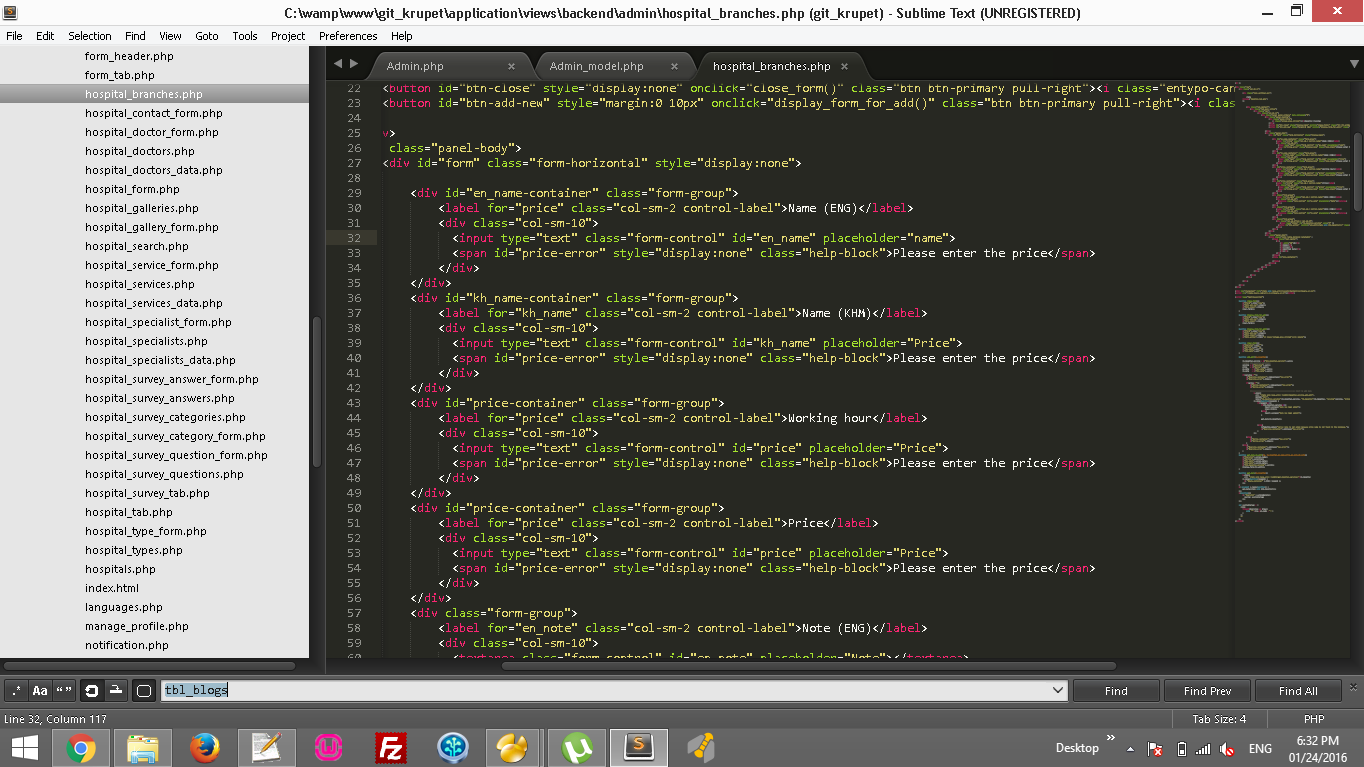 C:\wamp\www\git_krupet\application\views\backend\admin\hospital_branches.php (git_krupet) - Sublime Text (UNREGISTERED)
File Edit Selection Find View Goto Tools Project Preferences Help
form_header.php
form_tab.php
hospital_branches.php
hospital_contact_form.php
hospital_doctor_form.php
hospital_doctors.php
hospital_doctors_data.php
hospital_form.php
hospital_galleries.php
hospital_gallery_form.php
hospital_search.php
hospital_service_form.php
hospital_services.php
hospital_services_data.php
hospital_specialist_form.php
hospital_specialists.php
hospital_specialists_data.php
hospital_survey_answer_form.php
hospital_survey_answers.php
hospital_survey_categories.php
hospital_survey_category_form.php
hospital_survey_question_form.php
hospital_survey_questions.php
hospital_survey_tab.php
hospital_tab.php
hospital_type_form.php
hospital_types.php
hospitals.php
index.html
languages.php
manage_profile.php
notification.php
Admin.php × Admin_model.php × hospital_branches.php ×
22 <button id="btn-close" style="display:none" onclick="close_form()" class="btn btn-primary pull-right"><i class="entypo-can
23 <button id="btn-add-new" style="margin:0 10px" onclick="display_form_for_add()" class="btn btn-primary pull-right"><i clas
24
25 v>
26 class="panel-body">
27 <div id="form" class="form-horizontal" style="display:none">
28
29 <div id="en_name-container" class="form-group">
30 <label for="price" class="col-sm-2 control-label">Name (ENG)</label>
31 <div class="col-sm-10">
32 <input type="text" class="form-control" id="en_name" placeholder="name">
33 <span id="price-error" style="display:none" class="help-block">Please enter the price</span>
34 </div>
35 </div>
36 <div id="kh_name-container" class="form-group">
37 <label for="kh_name" class="col-sm-2 control-label">Name (KHM)</label>
38 <div class="col-sm-10">
39 <input type="text" class="form-control" id="kh_name" placeholder="Price">
40 <span id="price-error" style="display:none" class="help-block">Please enter the price</span>
41 </div>
42 </div>
43 <div id="price-container" class="form-group">
44 <label for="price" class="col-sm-2 control-label">Working hour</label>
45 <div class="col-sm-10">
46 <input type="text" class="form-control" id="price" placeholder="Price">
47 <span id="price-error" style="display:none" class="help-block">Please enter the price</span>
48 </div>
49 </div>
50 <div id="price-container" class="form-group">
51 <label for="price" class="col-sm-2 control-label">Price</label>
52 <div class="col-sm-10">
53 <input type="text" class="form-control" id="price" placeholder="Price">
54 <span id="price-error" style="display:none" class="help-block">Please enter the price</span>
55 </div>
56 </div>
57 <div class="form-group">
58 <label for="en_note" class="col-sm-2 control-label">Note (ENG)</label>
59 <div class="col-sm-10">
60 <textarea class="form-control" id="en_note" placeholder="Note"></textarea>
.* Aa “” tbl_blogs Find Find Prev Find All
Line 32, Column 117 Tab Size: 4 PHP
Desktop ENG 6:32 PM
01/24/2016